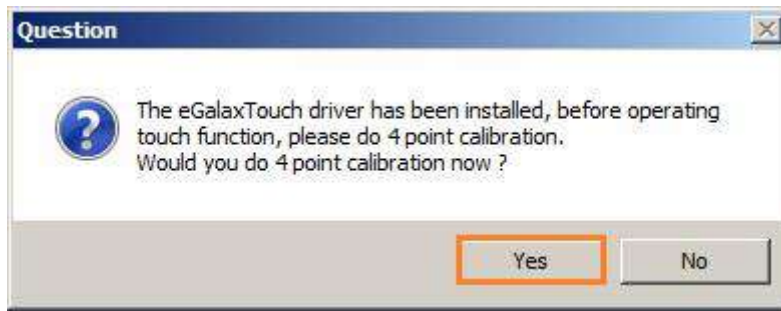 Question
The eGalaxTouch driver has been installed, before operating
touch function, please do 4 point calibration.
Would you do 4 point calibration now ?
Yes
No